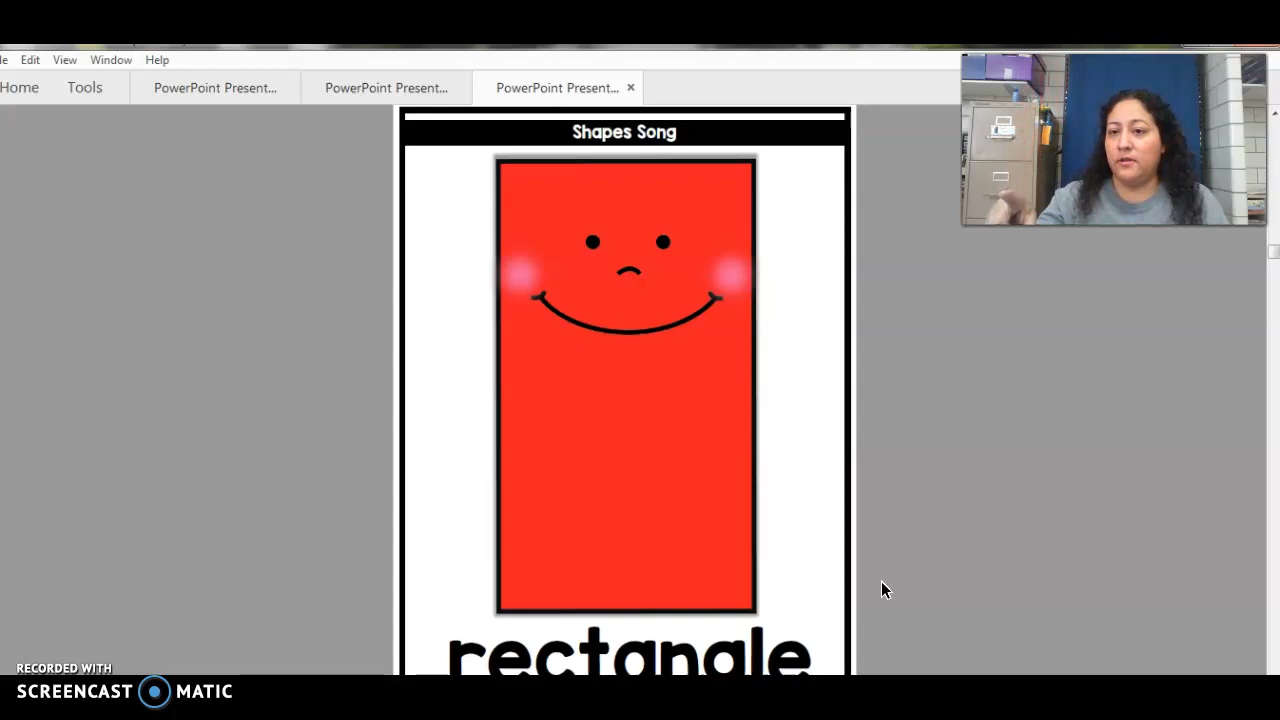 Edit View Window Help
Home Tools PowerPoint Present... PowerPoint Present... PowerPoint Present... ×
Shapes Song
rectangle
RECORDED WITH
SCREENCAST MATIC